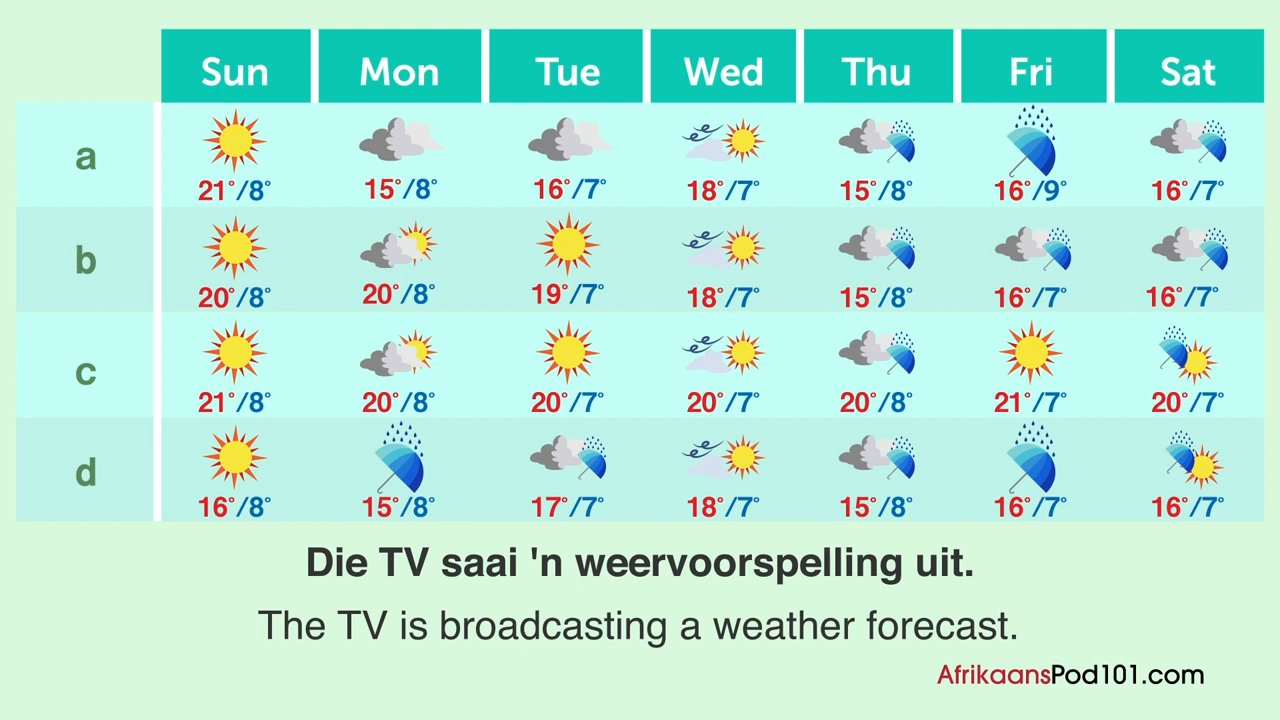 Sun Mon Tue Wed Thu Fri Sat
a 21°/8° 15°/8° 16°/7° 18°/7° 15°/8° 16°/9° 16°/7°
b 20°/8° 20°/8° 19°/7° 18°/7° 15°/8° 16°/7° 16°/7°
c 21°/8° 20°/8° 20°/7° 20°/7° 20°/8° 21°/7° 20°/7°
d 16°/8° 15°/8° 17°/7° 18°/7° 15°/8° 16°/7° 16°/7°
Die TV saai 'n weervoorspelling uit.
The TV is broadcasting a weather forecast.
AfrikaansPod101.com